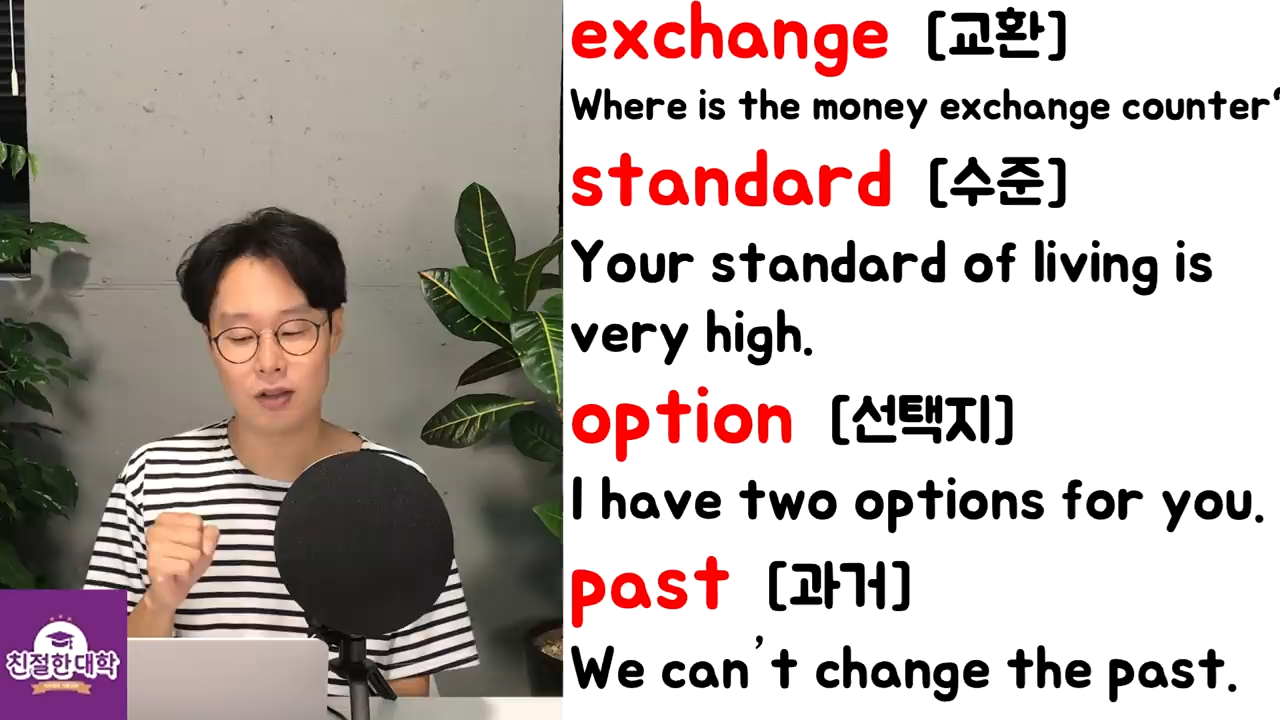 exchange [교환]
Where is the money exchange counter?
standard [수준]
Your standard of living is
very high.
option [선택지]
I have two options for you.
past [과거]
We can't change the past.
친절한대학